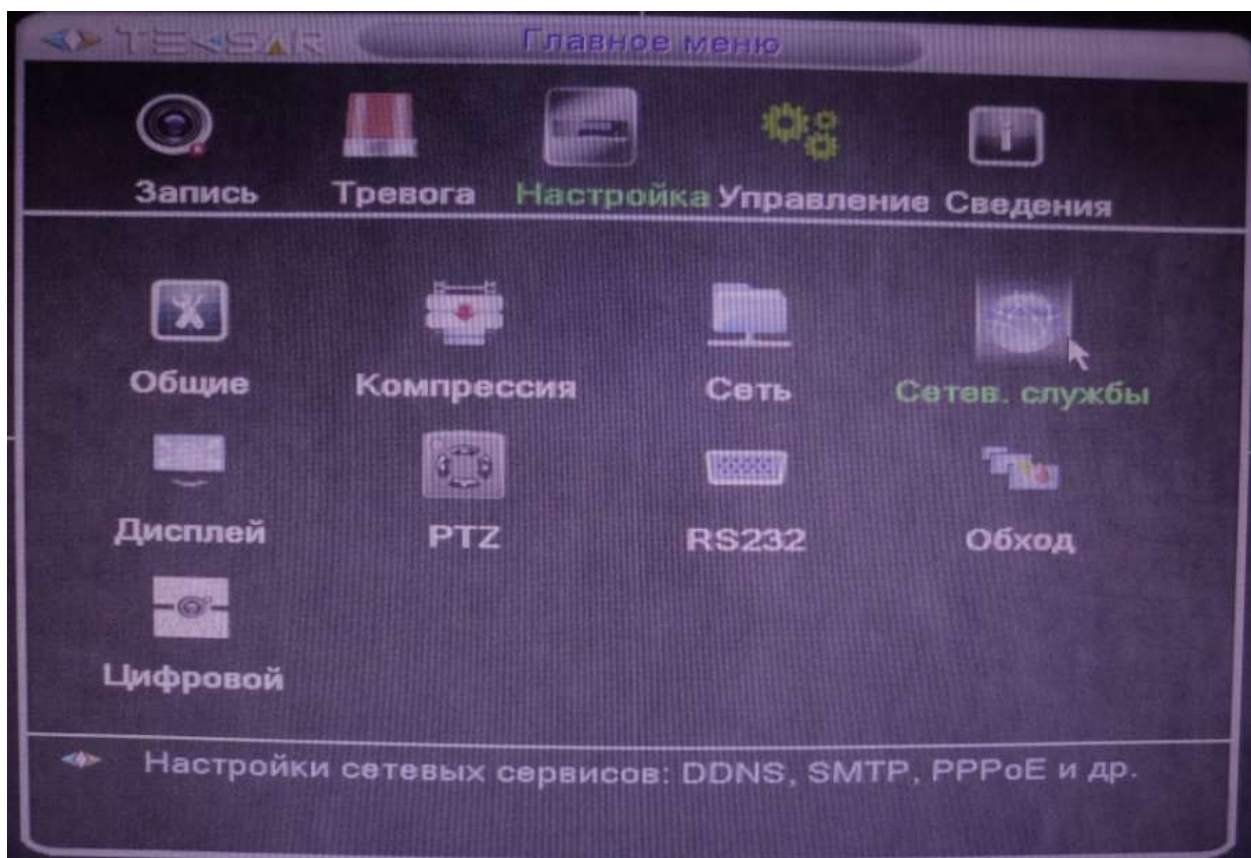 TEKSAR
Главное меню
Запись Тревога Настройка Управление Сведения
Общие Компрессия Сеть Сетев. службы
Дисплей PTZ RS232 Обход
Цифровой
Настройки сетевых сервисов: DDNS, SMTP, PPPoE и др.